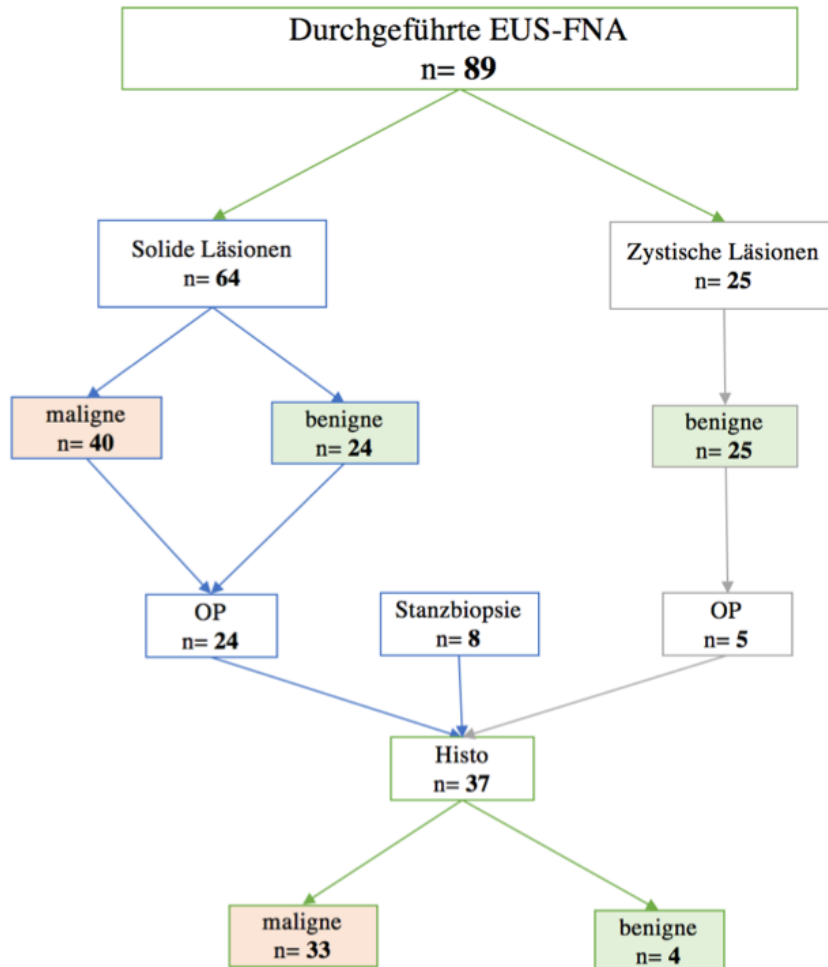 Durchgeführte EUS-FNA
n= 89
Solide Läsionen
n= 64
Zystische Läsionen
n= 25
maligne
n= 40
benigne
n= 24
benigne
n= 25
OP
n= 24
Stanzbiopsie
n= 8
OP
n= 5
Histo
n= 37
maligne
n= 33
benigne
n= 4